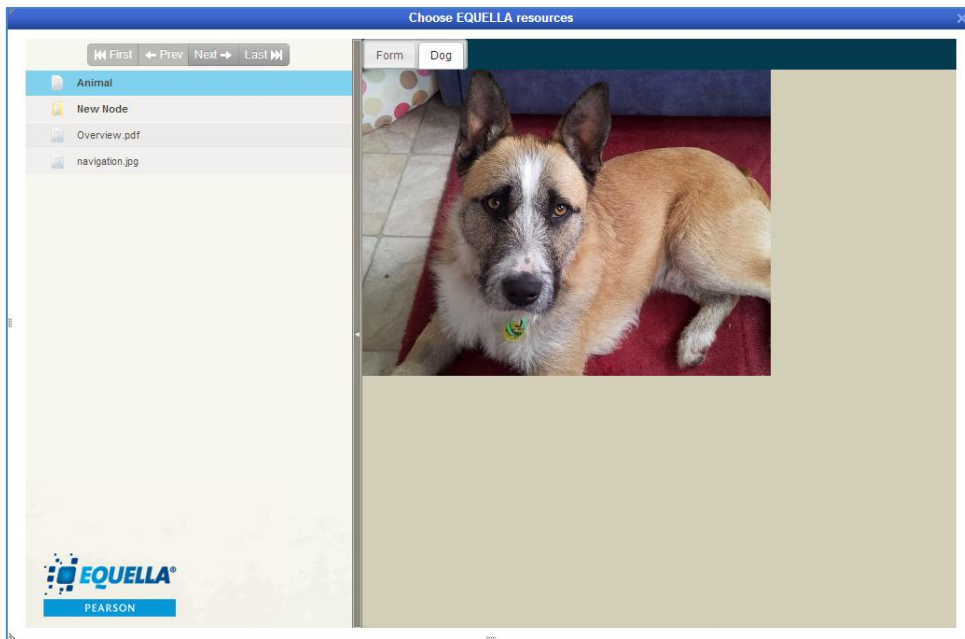 Choose EQUELLA resources
First Prev Next Last
Form Dog
Animal
New Node
Overview.pdf
navigation.jpg
EQUELLA®
PEARSON